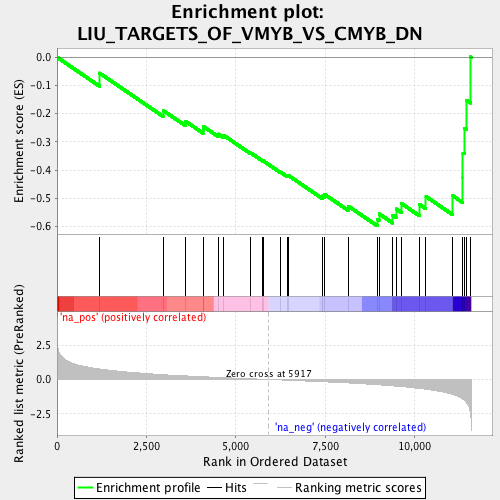 Enrichment plot:
LIU_TARGETS_OF_VMYB_VS_CMYB_DN
Enrichment score (ES)
0.0
-0.1
-0.2
-0.3
-0.4
-0.5
-0.6
'na_pos' (positively correlated)
Ranked list metric (PreRanked)
2.5
0.0
-2.5
Zero cross at 5917
'na_neg' (negatively correlated)
0 2,500 5,000 7,500 10,000
Rank in Ordered Dataset
Enrichment profile Hits Ranking metric scores